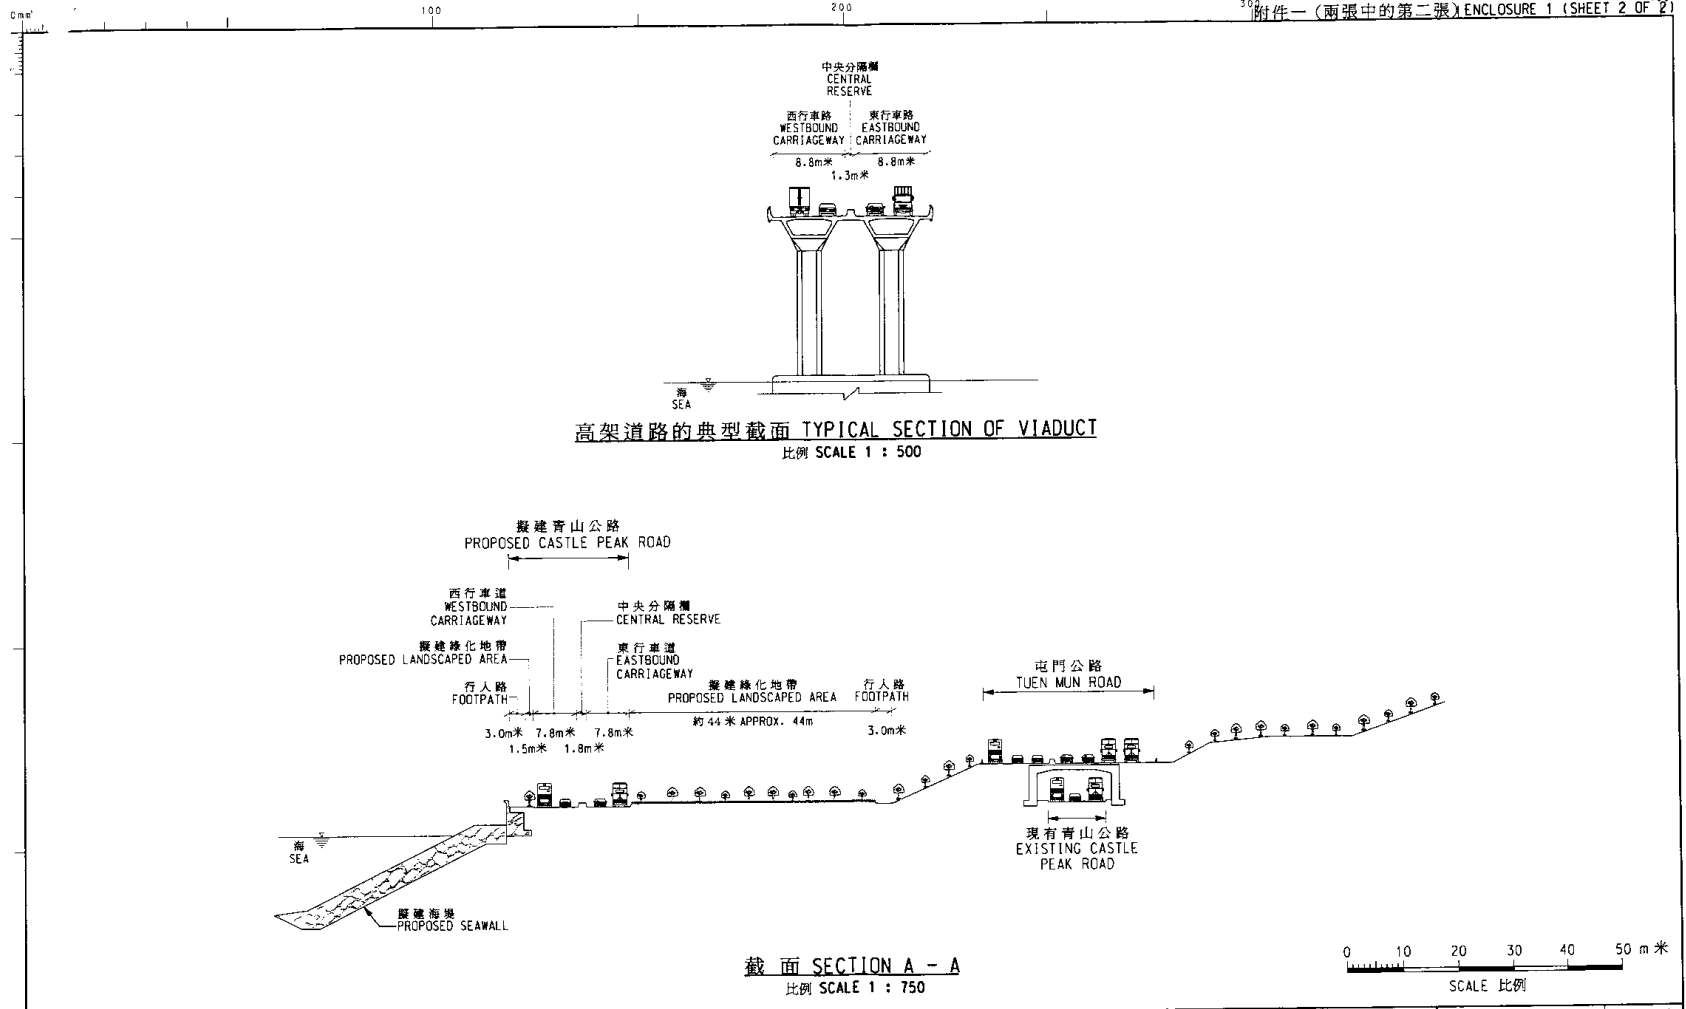 0mm
100
200
300
附件一（兩張中的第二張）ENCLOSURE 1 (SHEET 2 OF 2)
中央分隔欄
CENTRAL
RESERVE
西行車路
WESTBOUND
CARRIAGEWAY
東行車路
EASTBOUND
CARRIAGEWAY
8.8m米
8.8m米
1.3m米
海
SEA
高架道路的典型截面 TYPICAL SECTION OF VIADUCT
比例 SCALE 1 : 500
擬建青山公路
PROPOSED CASTLE PEAK ROAD
西行車道
WESTBOUND
CARRIAGEWAY
中央分隔欄
CENTRAL RESERVE
擬建綠化地帶
PROPOSED LANDSCAPED AREA
東行車道
EASTBOUND
CARRIAGEWAY
行人路
FOOTPATH
擬建綠化地帶
PROPOSED LANDSCAPED AREA
行人路
FOOTPATH
屯門公路
TUEN MUN ROAD
約 44 米 APPROX. 44m
3.0m米
7.8m米
7.8m米
3.0m米
1.5m米
1.8m米
海
SEA
現有青山公路
EXISTING CASTLE
PEAK ROAD
擬建海堤
PROPOSED SEAWALL
截 面 SECTION A - A
比例 SCALE 1 : 750
0 10 20 30 40 50 m 米
SCALE 比例